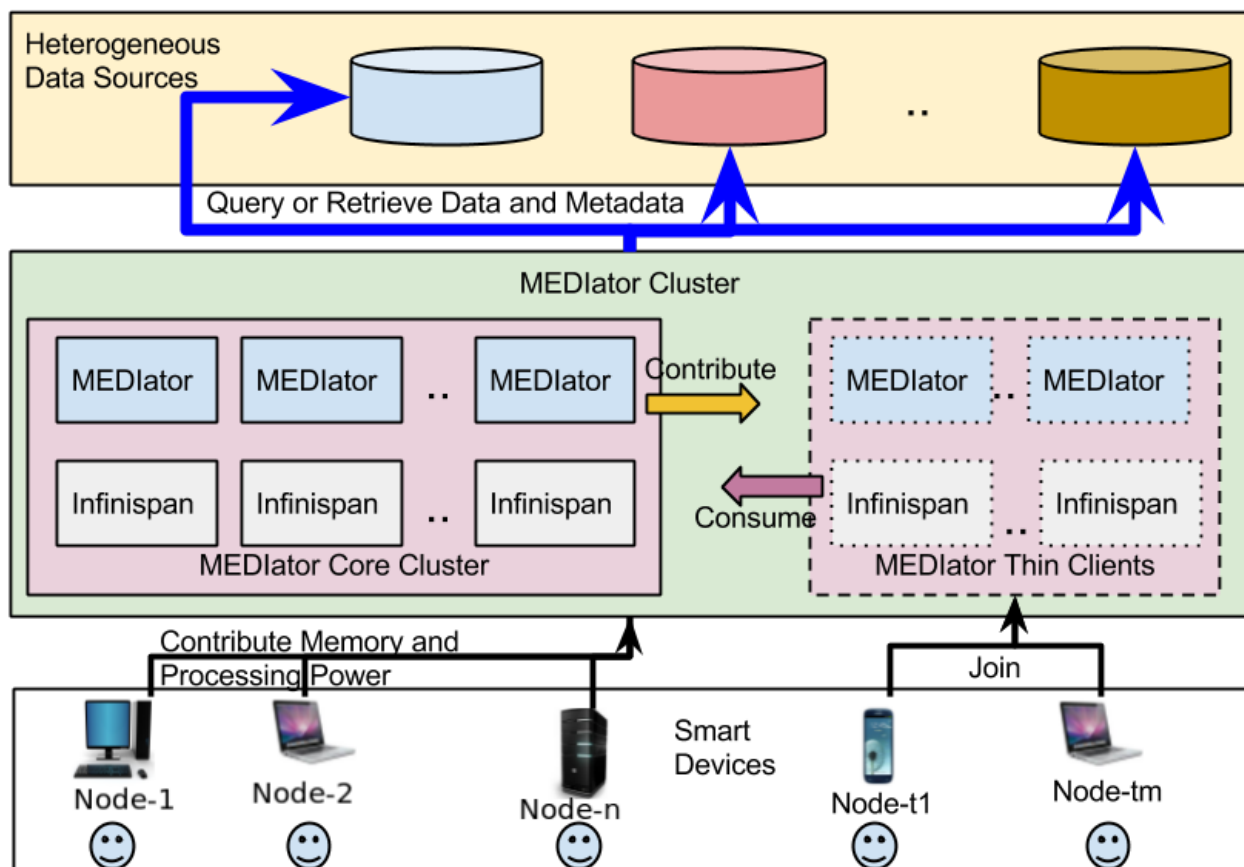 Heterogeneous
Data Sources
..
Query or Retrieve Data and Metadata
MEDIator Cluster
MEDIator MEDIator .. MEDIator
Contribute
MEDIator .. MEDIator
Infinispan Infinispan .. Infinispan
Consume
Infinispan .. Infinispan
MEDIator Core Cluster
MEDIator Thin Clients
Contribute Memory and
Processing Power
Join
Smart
Devices
Node-1
Node-2
Node-n
Node-t1
Node-tm